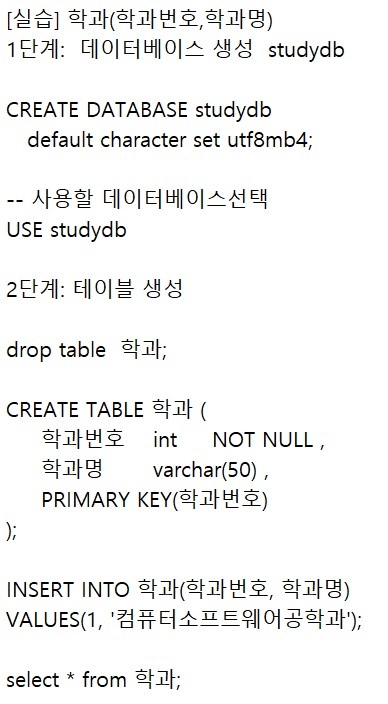 [실습] 학과(학과번호,학과명)
1단계:  데이터베이스 생성  studydb
CREATE DATABASE studydb
default character set utf8mb4;
-- 사용할 데이터베이스선택
USE studydb
2단계: 테이블 생성
drop table  학과;
CREATE TABLE 학과 (
학과번호    int     NOT NULL ,
학과명       varchar(50) ,
PRIMARY KEY(학과번호)
);
INSERT INTO 학과(학과번호, 학과명)
VALUES(1, '컴퓨터소프트웨어공학과');
select * from 학과;